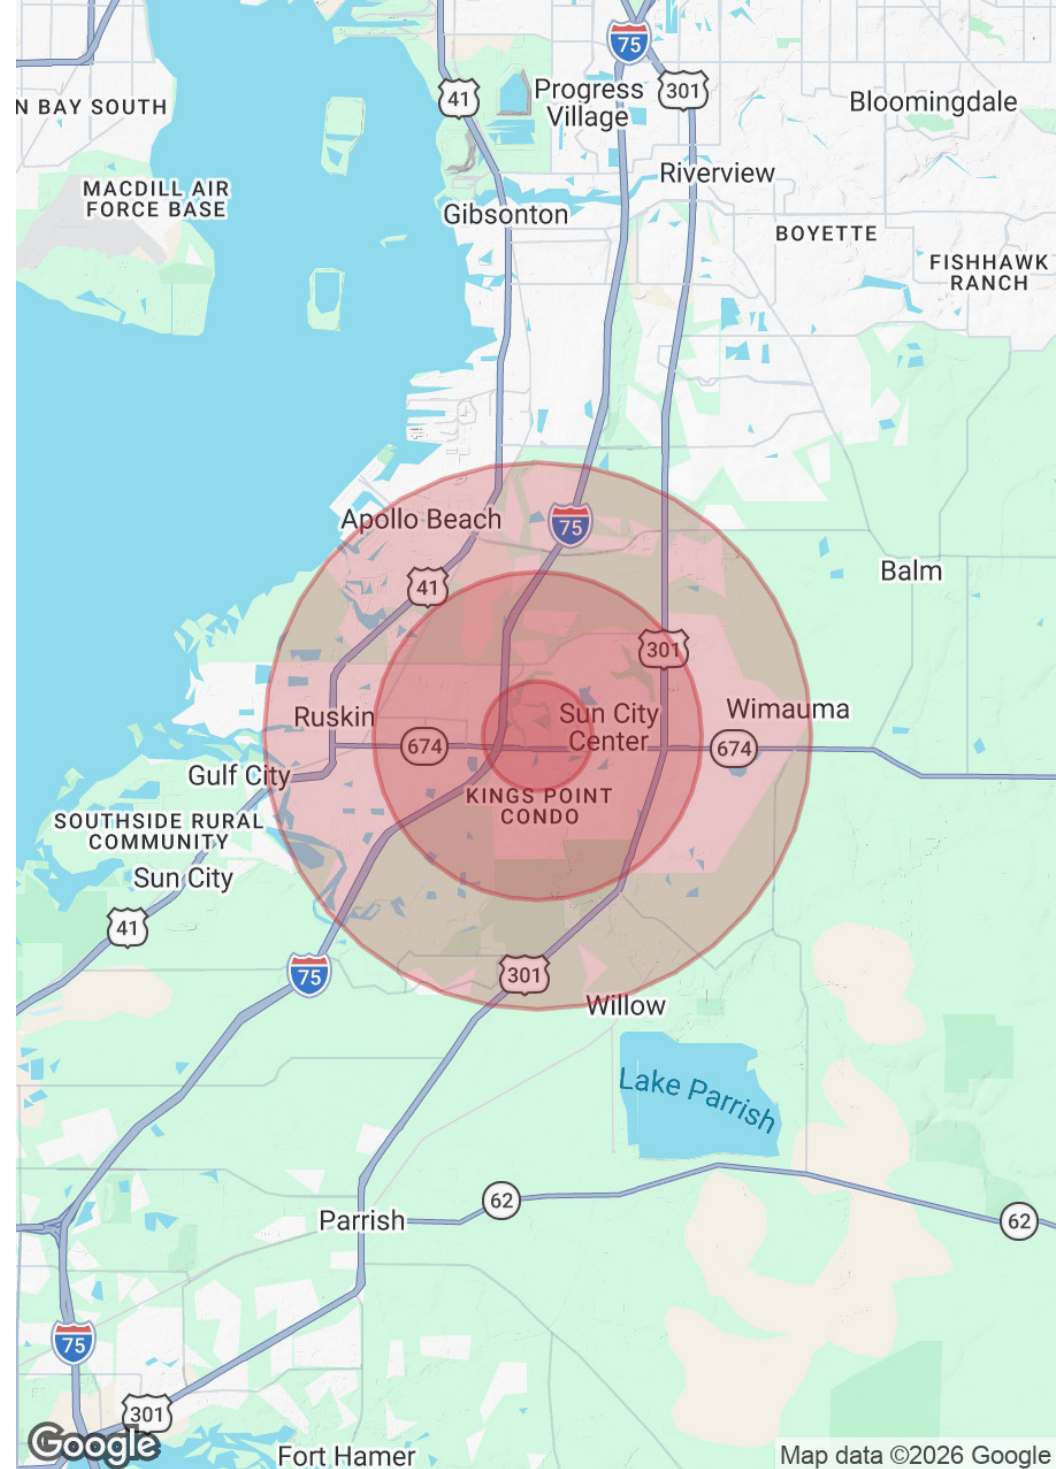 75
41
Progress
Village
301
Bloomingdale
N BAY SOUTH
Riverview
MACDILL AIR
FORCE BASE
Gibsonton
BOYETTE
FISHHAWK
RANCH
Apollo Beach
75
41
Balm
301
Ruskin
Sun City
Center
Wimauma
674
674
Gulf City
KINGS POINT
CONDO
SOUTHSIDE RURAL
COMMUNITY
Sun City
41
75
301
Willow
Lake Parrish
62
Parrish
62
75
301
Google
Fort Hamer
Map data ©2026 Google